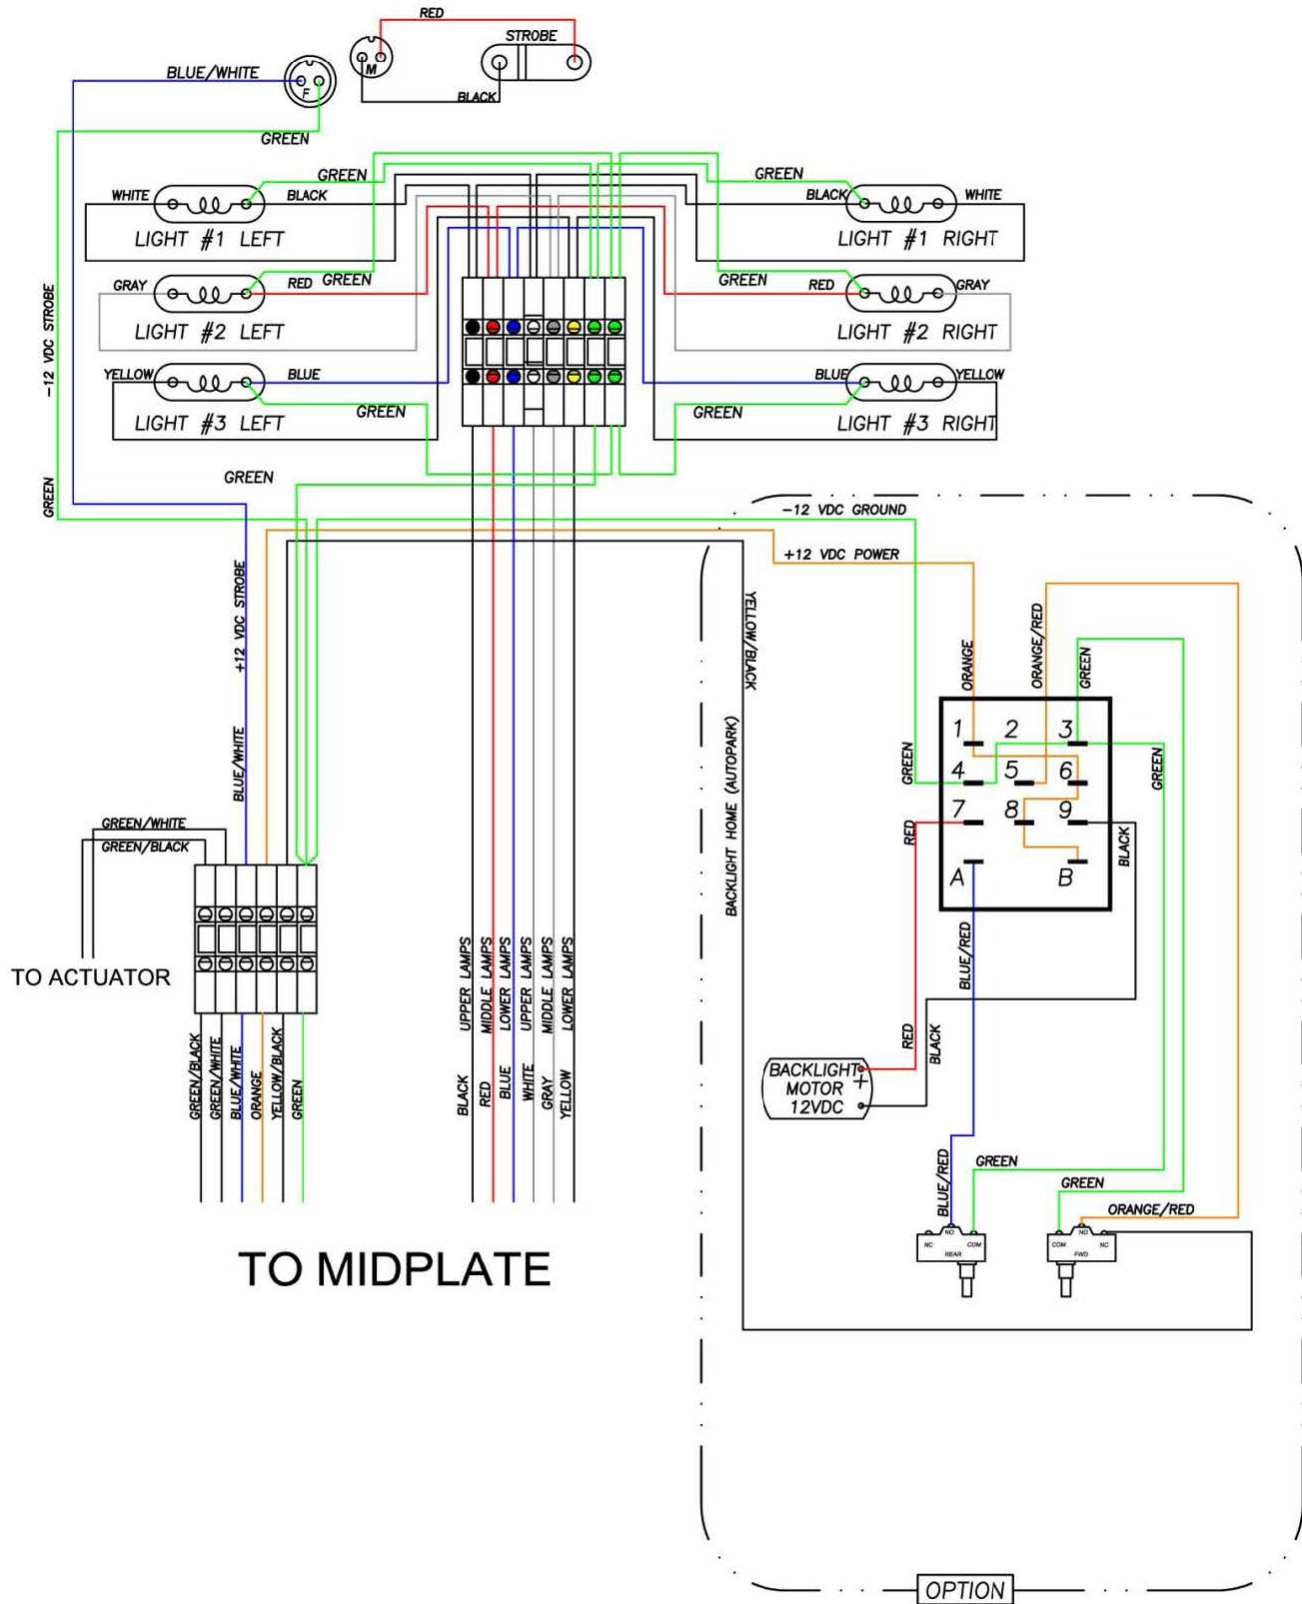 RED
STROBE
M
BLACK
BLUE/WHITE
F
GREEN
GREEN
GREEN
WHITE
BLACK
BLACK
WHITE
LIGHT #1 LEFT
LIGHT #1 RIGHT
GRAY
RED
GREEN
GREEN
RED
GRAY
LIGHT #2 LEFT
LIGHT #2 RIGHT
-12 VDC STROBE
YELLOW
BLUE
BLUE
YELLOW
GREEN
GREEN
LIGHT #3 LEFT
LIGHT #3 RIGHT
GREEN
GREEN
-12 VDC GROUND
+12 VDC POWER
+12 VDC STROBE
YELLOW/BLACK
ORANGE
ORANGE/RED
GREEN
BLUE/WHITE
BACKLIGHT HOME (AUTOPARK)
1 2 3
GREEN
GREEN
4 5 6
7 8 9
RED
BLACK
A B
GREEN/WHITE
GREEN/BLACK
TO ACTUATOR
BLUE/RED
UPPER LAMPS
MIDDLE LAMPS
LOWER LAMPS
UPPER LAMPS
MIDDLE LAMPS
LOWER LAMPS
RED
BLACK
GREEN/BLACK
GREEN/WHITE
BLUE/WHITE
ORANGE
YELLOW/BLACK
GREEN
BLACK
RED
BLUE
WHITE
GRAY
YELLOW
BACKLIGHT
+
MOTOR
12VDC
BLUE/RED
GREEN
GREEN
ORANGE/RED
NC NO COM
REAR
COM NO NC
FWD
TO MIDPLATE
OPTION